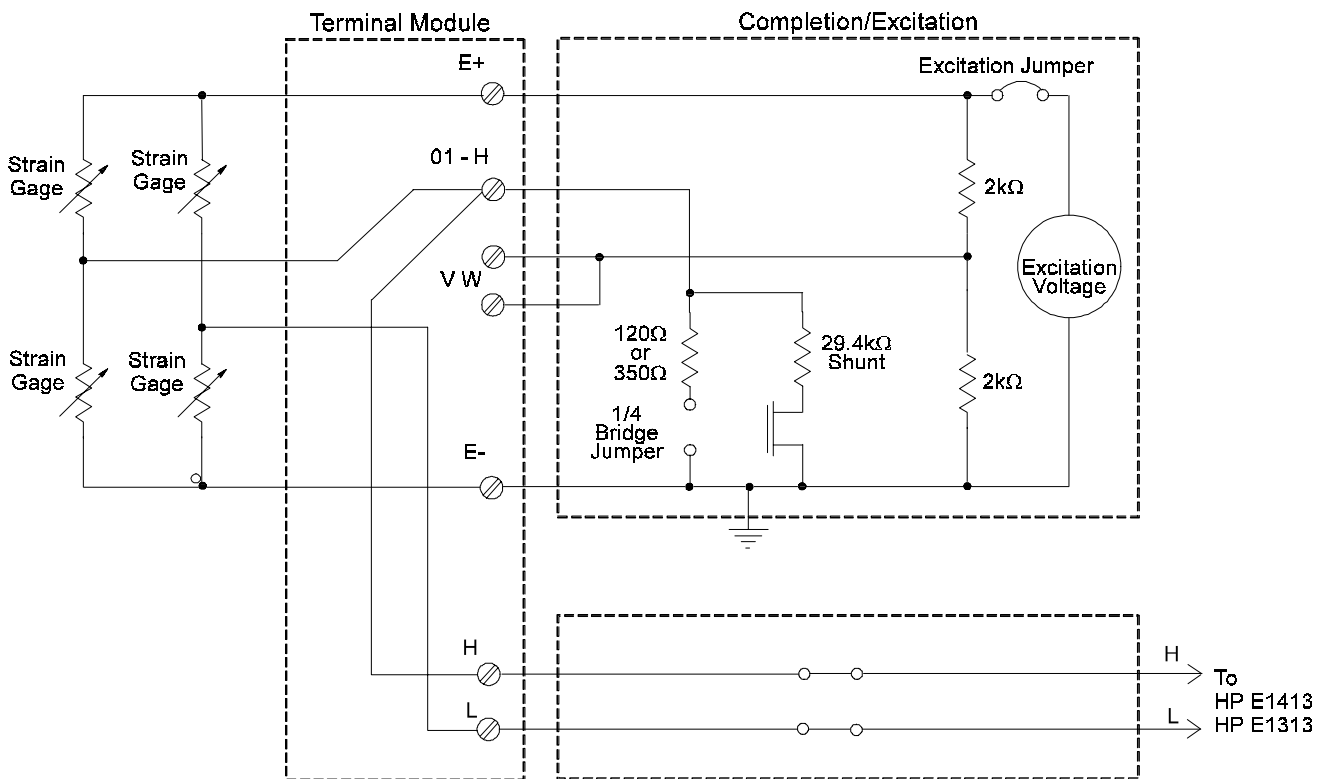 Terminal Module
Completion/Excitation
E+
Excitation Jumper
01 - H
Strain
Gage
Strain
Gage
2kΩ
V W
Excitation
Voltage
120Ω
or
350Ω
29.4kΩ
Shunt
Strain
Gage
Strain
Gage
2kΩ
1/4
Bridge
Jumper
E-
H
H
To
HP E1413
HP E1313
L
L